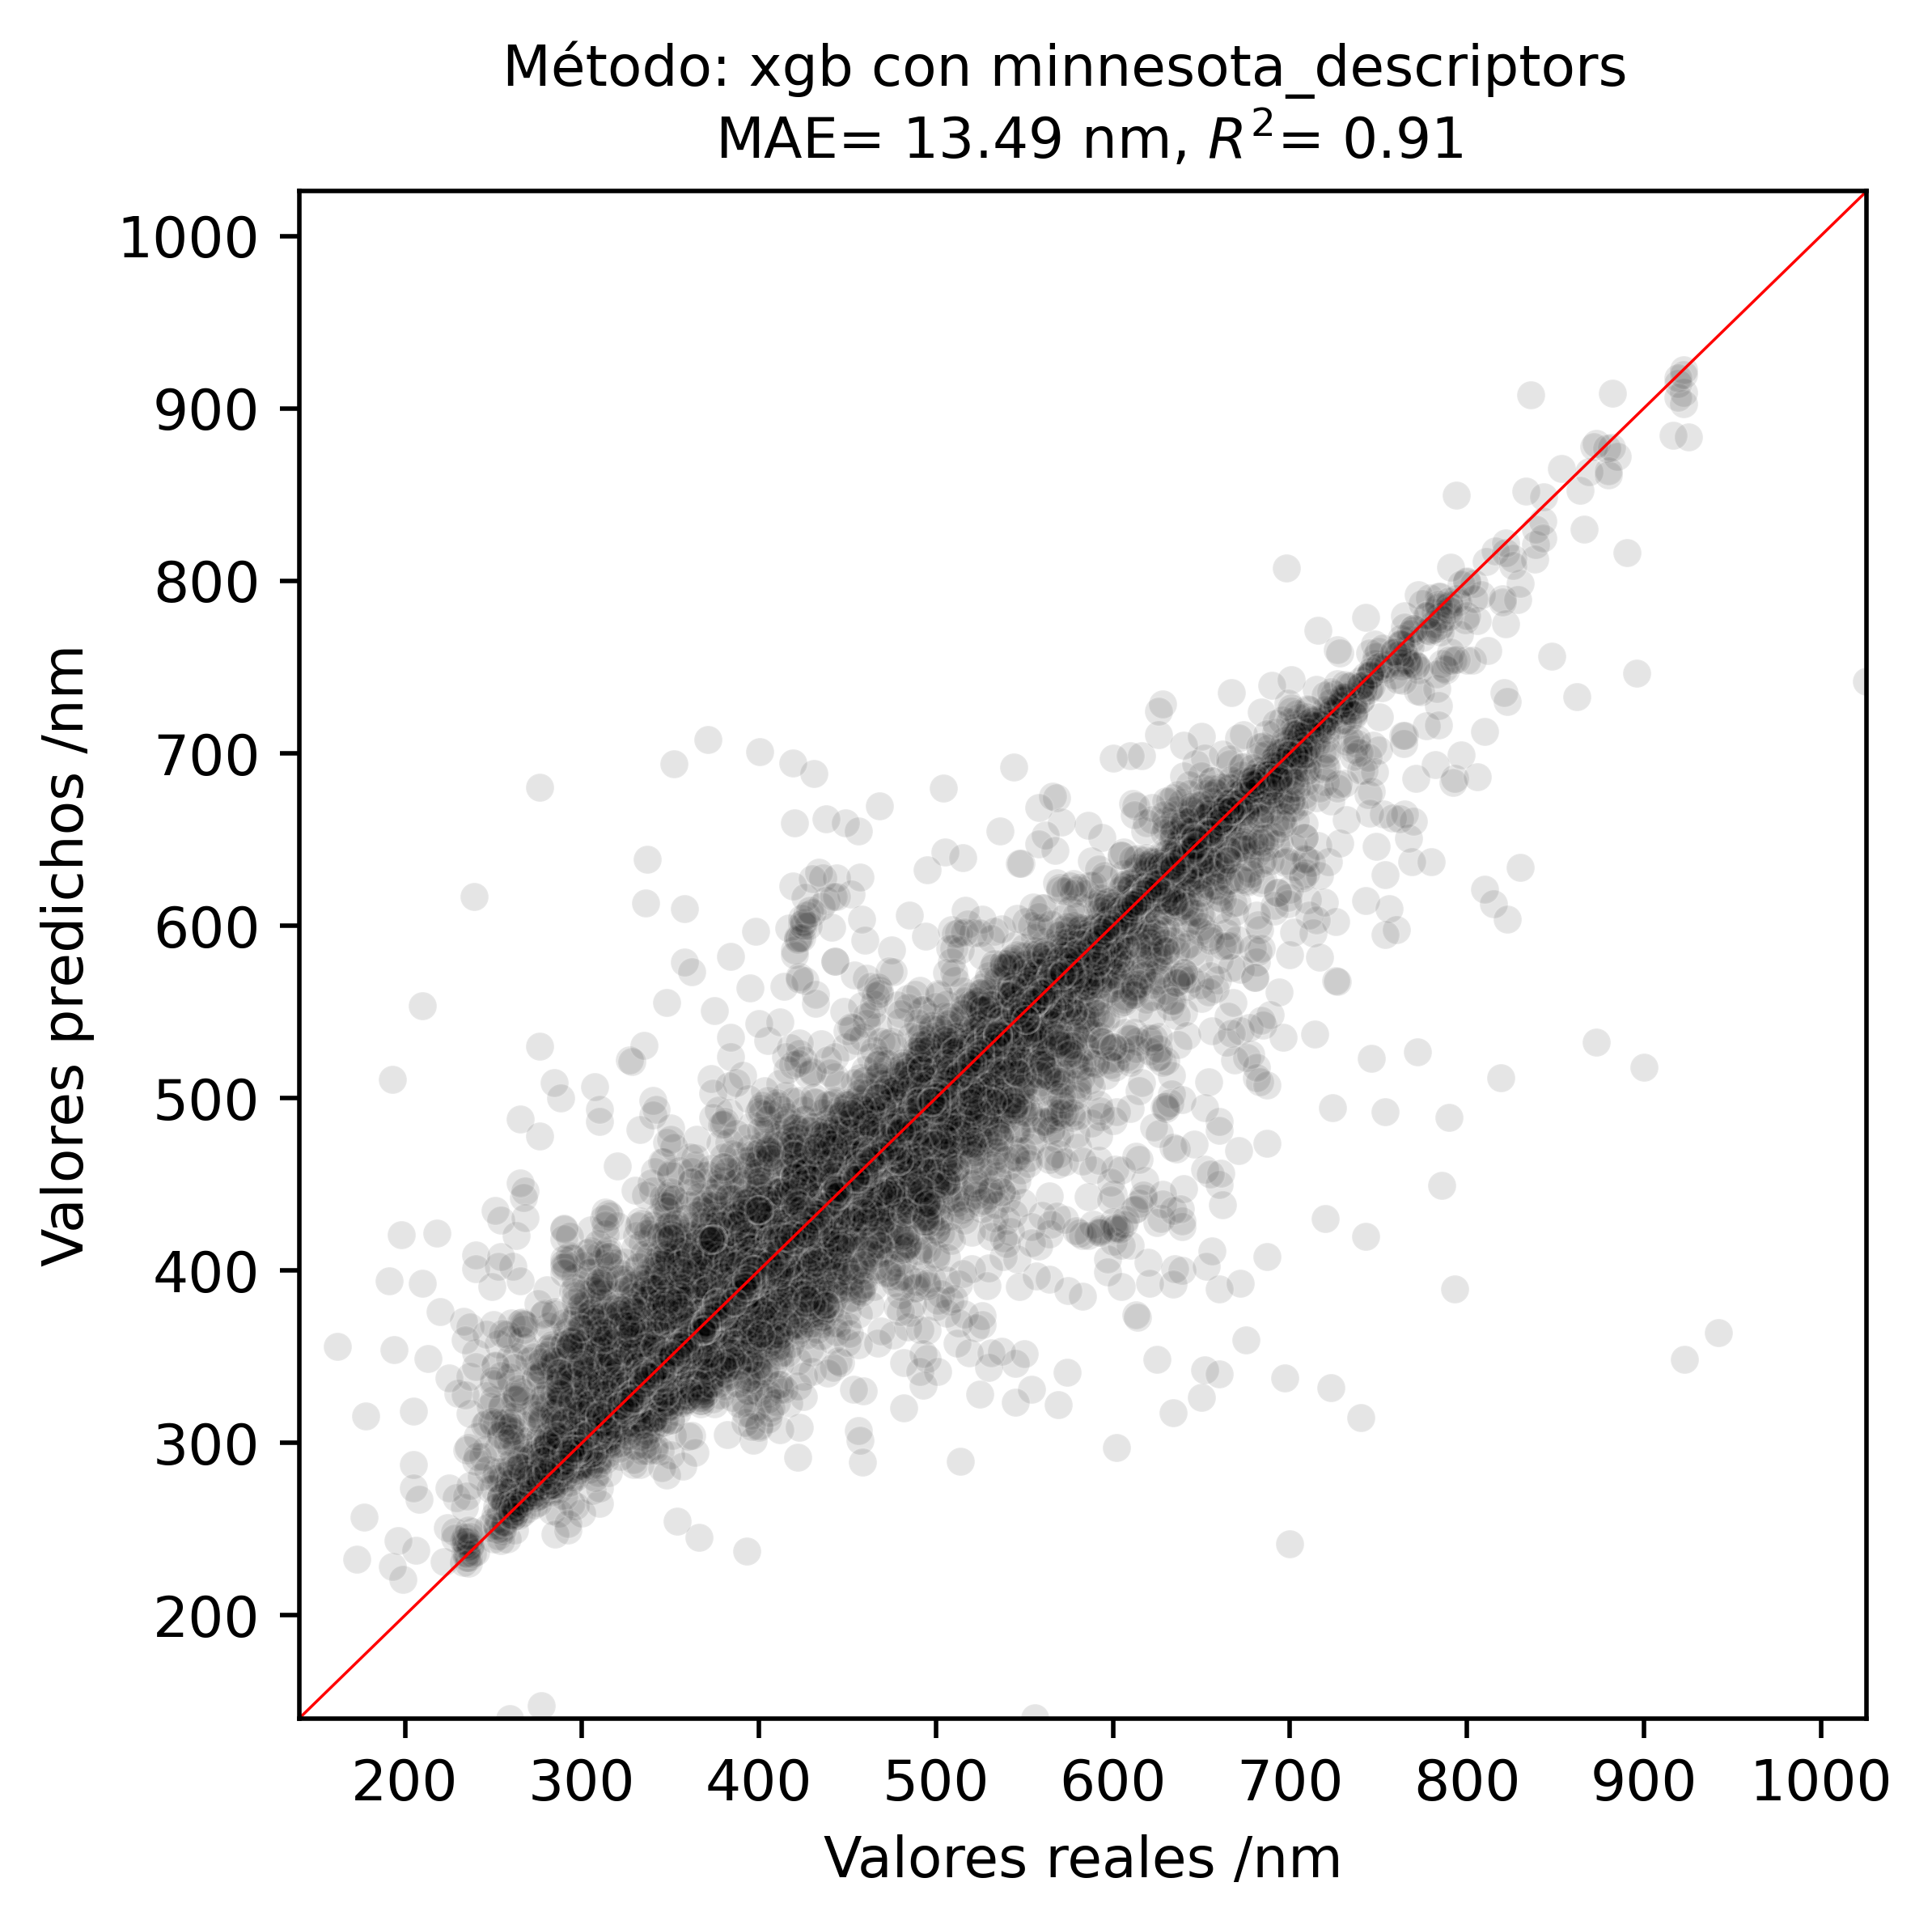 Método: xgb con minnesota_descriptors
MAE= 13.49 nm, R²= 0.91
1000
900
800
700
600
500
400
300
200
Valores predichos /nm
200 300 400 500 600 700 800 900 1000
Valores reales /nm